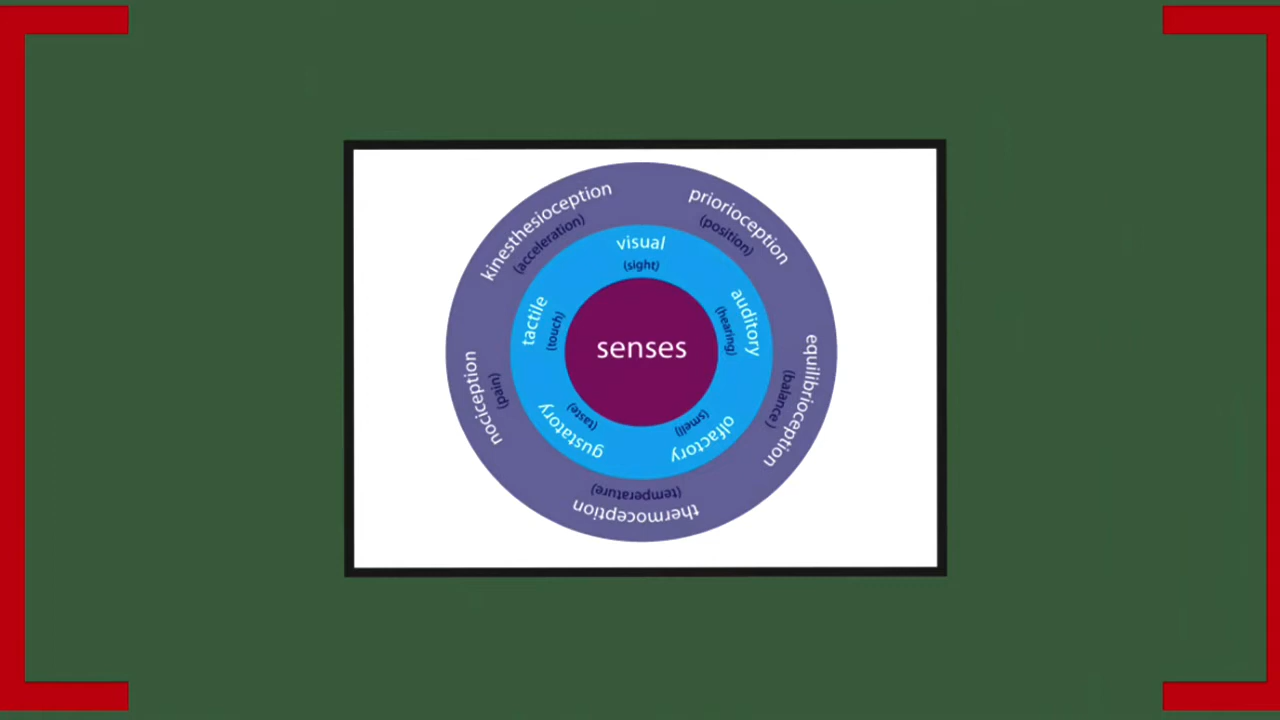 senses
visual
(sight)
auditory
(hearing)
olfactory
(smell)
gustatory
(taste)
tactile
(touch)
kinesthesioception
(acceleration)
priorioception
(position)
equilibrioception
(balance)
thermoception
(temperature)
nociception
(pain)